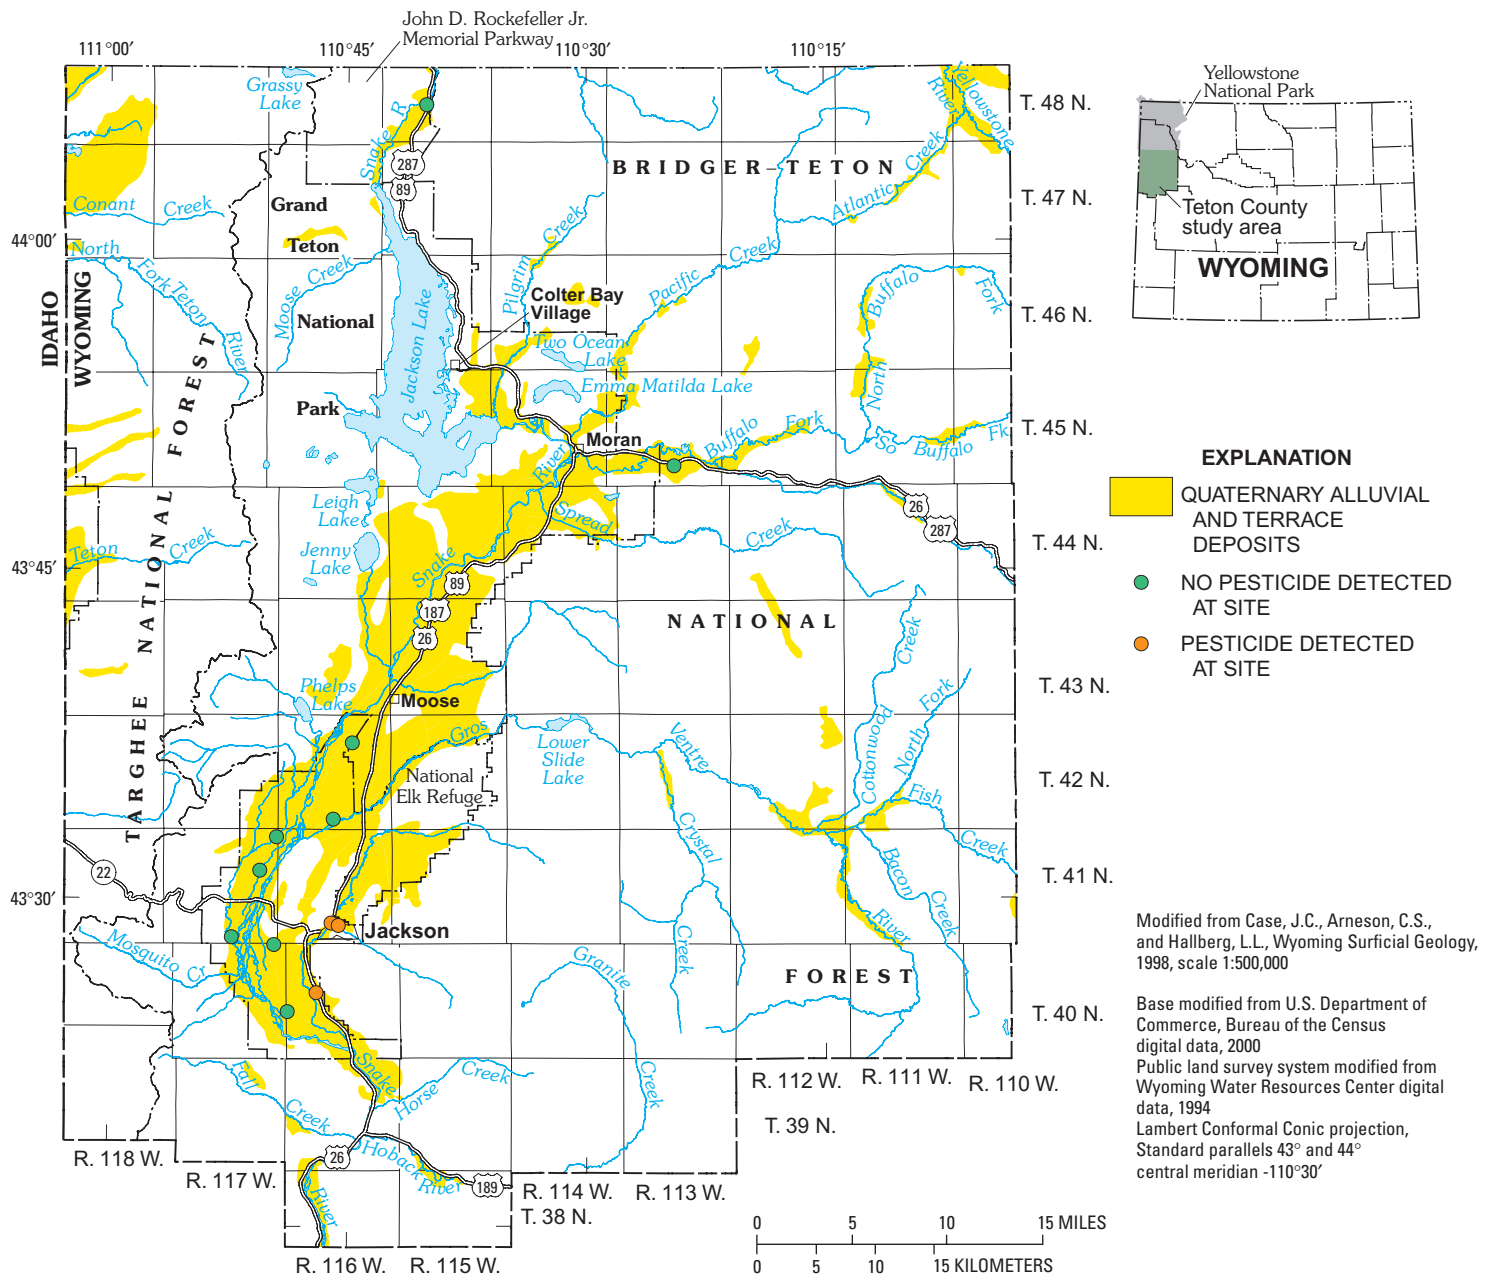 John D. Rockefeller Jr.
Memorial Parkway
111°00′
110°45′
110°30′
110°15′
Grassy
Lake
Snake R
287
89
Yellowstone
River
T. 48 N.
BRIDGER–TETON
Atlantic Creek
T. 47 N.
Conant Creek
Grand
Teton
National
Park
44°00′
North
Fork Teton
River
Moose Creek
Pilgrim Creek
Pacific Creek
Buffalo
Fork
North
IDAHO
WYOMING
Jackson Lake
Colter Bay
Village
Two Ocean
Lake
Emma Matilda Lake
T. 46 N.
T. 45 N.
Moran
River
Buffalo Fork
So Buffalo Fk
Leigh
Lake
Jenny
Lake
Spread
Creek
26
287
T. 44 N.
43°45′
Teton Creek
Snake
89
187
26
TARGHEE NATIONAL FOREST
NATIONAL
Creek
Cottonwood
North Fork
T. 43 N.
Phelps
Lake
Moose
Gros
Ventre
Lower
Slide
Lake
National
Elk Refuge
T. 42 N.
Fish
Creek
Crystal
Creek
Bacon
Creek
River
T. 41 N.
22
43°30′
Jackson
Mosquito Cr
Granite
Creek
FOREST
T. 40 N.
Fall
Creek
Snake
Horse
Creek
Hoback
River
26
189
River
R. 118 W.
R. 117 W.
R. 116 W.
R. 115 W.
R. 114 W.
R. 113 W.
T. 38 N.
T. 39 N.
R. 112 W.
R. 111 W.
R. 110 W.
0 5 10 15 MILES
0 5 10 15 KILOMETERS
Yellowstone
National Park
Teton County
study area
WYOMING
EXPLANATION
QUATERNARY ALLUVIAL
AND TERRACE
DEPOSITS
NO PESTICIDE DETECTED
AT SITE
PESTICIDE DETECTED
AT SITE
Modified from Case, J.C., Arneson, C.S.,
and Hallberg, L.L., Wyoming Surficial Geology,
1998, scale 1:500,000
Base modified from U.S. Department of
Commerce, Bureau of the Census
digital data, 2000
Public land survey system modified from
Wyoming Water Resources Center digital
data, 1994
Lambert Conformal Conic projection,
Standard parallels 43° and 44°
central meridian -110°30′